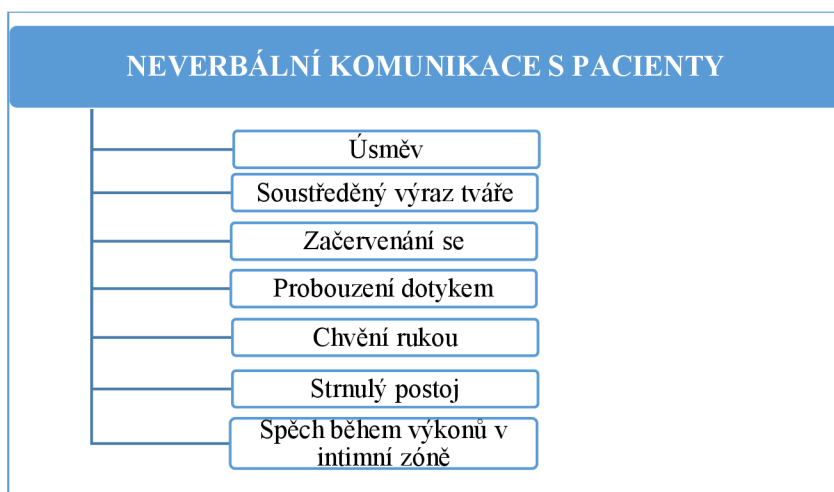 NEVERBÁLNÍ KOMUNIKACE S PACIENTY
Úsměv
Soustředěný výraz tváře
Začervenání se
Probouzení dotykem
Chvění rukou
Strnulý postoj
Spěch během výkonů v
intimní zóně